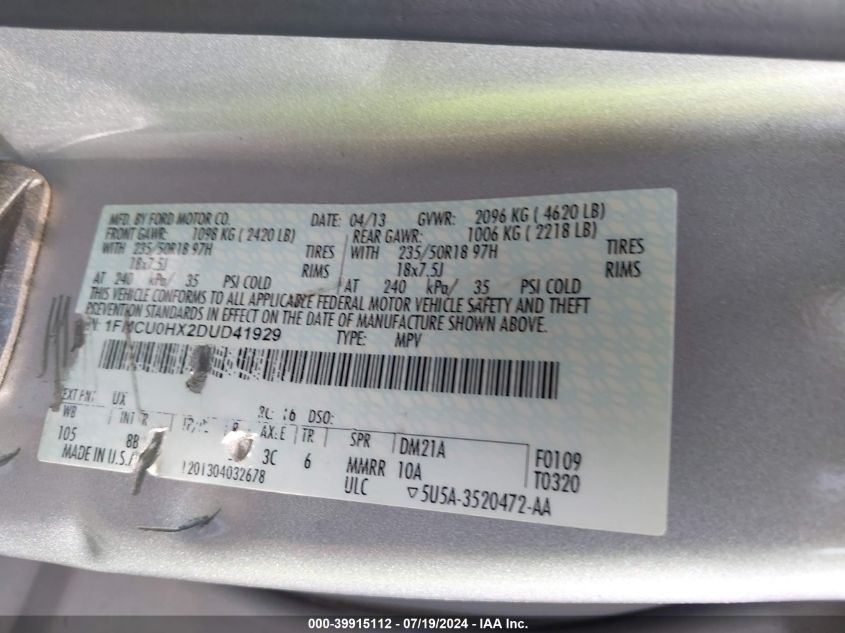 MFD. BY FORD MOTOR CO. DATE: 04/13 GVWR: 2096 KG ( 4620 LB)
FRONT GAWR: 1098 KG ( 2420 LB) REAR GAWR: 1006 KG ( 2218 LB)
WITH 235/50R18 97H TIRES WITH 235/50R18 97H TIRES
18x7.5J RIMS 18x7.5J RIMS
AT 240 kPa/ 35 PSI COLD AT 240 kPa/ 35 PSI COLD
THIS VEHICLE CONFORMS TO ALL APPLICABLE FEDERAL MOTOR VEHICLE SAFETY AND THEFT
PREVENTION STANDARDS IN EFFECT ON THE DATE OF MANUFACTURE SHOWN ABOVE.
1FMCU0HX2DUD41929 TYPE: MPV
EXT PNT UX 16 DSO:
WB INT R AXLE TR SPR DM21A F0109
105 8B 3C 6 MMRR 10A T0320
MADE IN U.S.A 201304032678 ULC ▽5U5A-3520472-AA
000-39915112 - 07/19/2024 - IAA Inc.